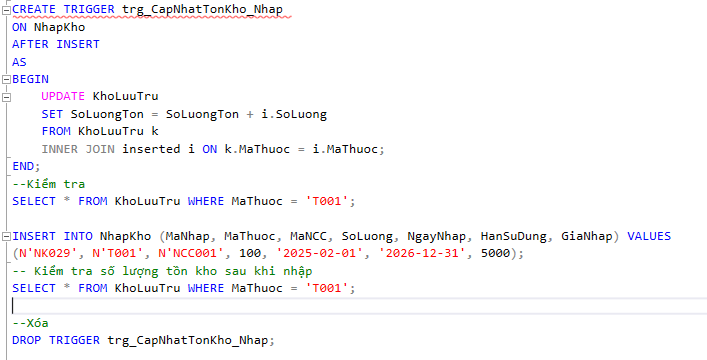 CREATE TRIGGER trg_CapNhatTonKho_Nhap
ON NhapKho
AFTER INSERT
AS
BEGIN
    UPDATE KhoLuuTru
    SET SoLuongTon = SoLuongTon + i.SoLuong
    FROM KhoLuuTru k
    INNER JOIN inserted i ON k.MaThuoc = i.MaThuoc;
END;
--Kiểm tra
SELECT * FROM KhoLuuTru WHERE MaThuoc = 'T001';

INSERT INTO NhapKho (MaNhap, MaThuoc, MaNCC, SoLuong, NgayNhap, HanSuDung, GiaNhap) VALUES
(N'NK029', N'T001', N'NCC001', 100, '2025-02-01', '2026-12-31', 5000);
-- Kiểm tra số lượng tồn kho sau khi nhập
SELECT * FROM KhoLuuTru WHERE MaThuoc = 'T001';

--Xóa
DROP TRIGGER trg_CapNhatTonKho_Nhap;